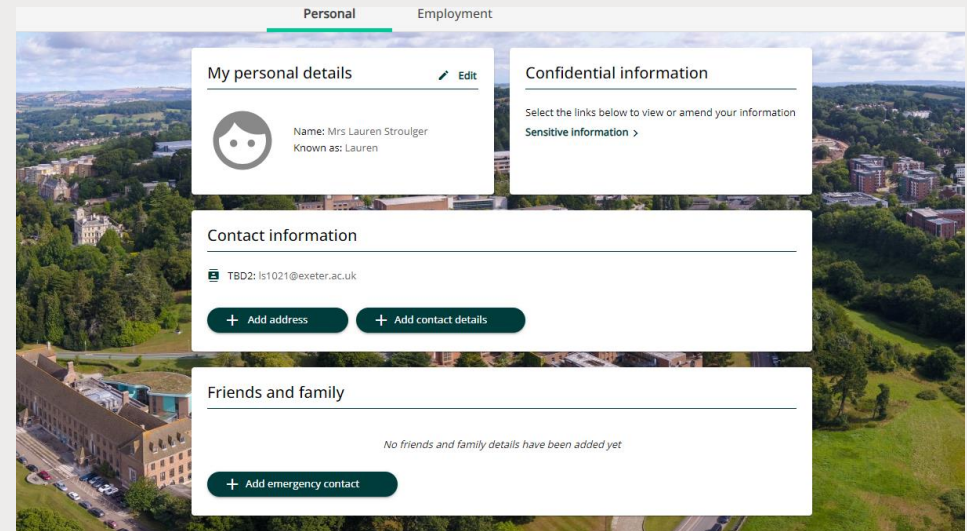 Personal
Employment
My personal details
Edit
Name: Mrs Lauren Stroulger
Known as: Lauren
Confidential information
Select the links below to view or amend your information
Sensitive information >
Contact information
TBD2: ls1021@exeter.ac.uk
+ Add address
+ Add contact details
Friends and family
No friends and family details have been added yet
+ Add emergency contact